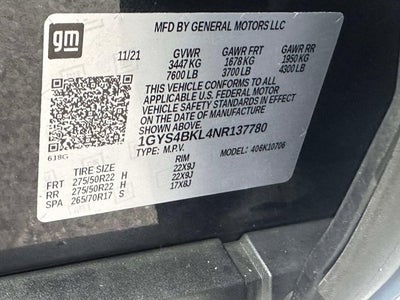 gm
MFD BY GENERAL MOTORS LLC
11/21 GVWR GAWR FRT GAWR RR
3447 KG 1678 KG 1950 KG
7600 LB 3700 LB 4300 LB
THIS VEHICLE CONFORMS TO ALL
APPLICABLE U.S. FEDERAL MOTOR
VEHICLE SAFETY STANDARDS IN EFFECT
ON THE DATE OF MANUFACTURE
SHOWN ABOVE.
1GYS4BKL4NR137780
618G TYPE: M.P.V. 406K10706
TIRE SIZE RIM
FRT 275/50R22 H 22X9J
RR 275/50R22 H 22X9J
SPA 265/70R17 S 17X8J